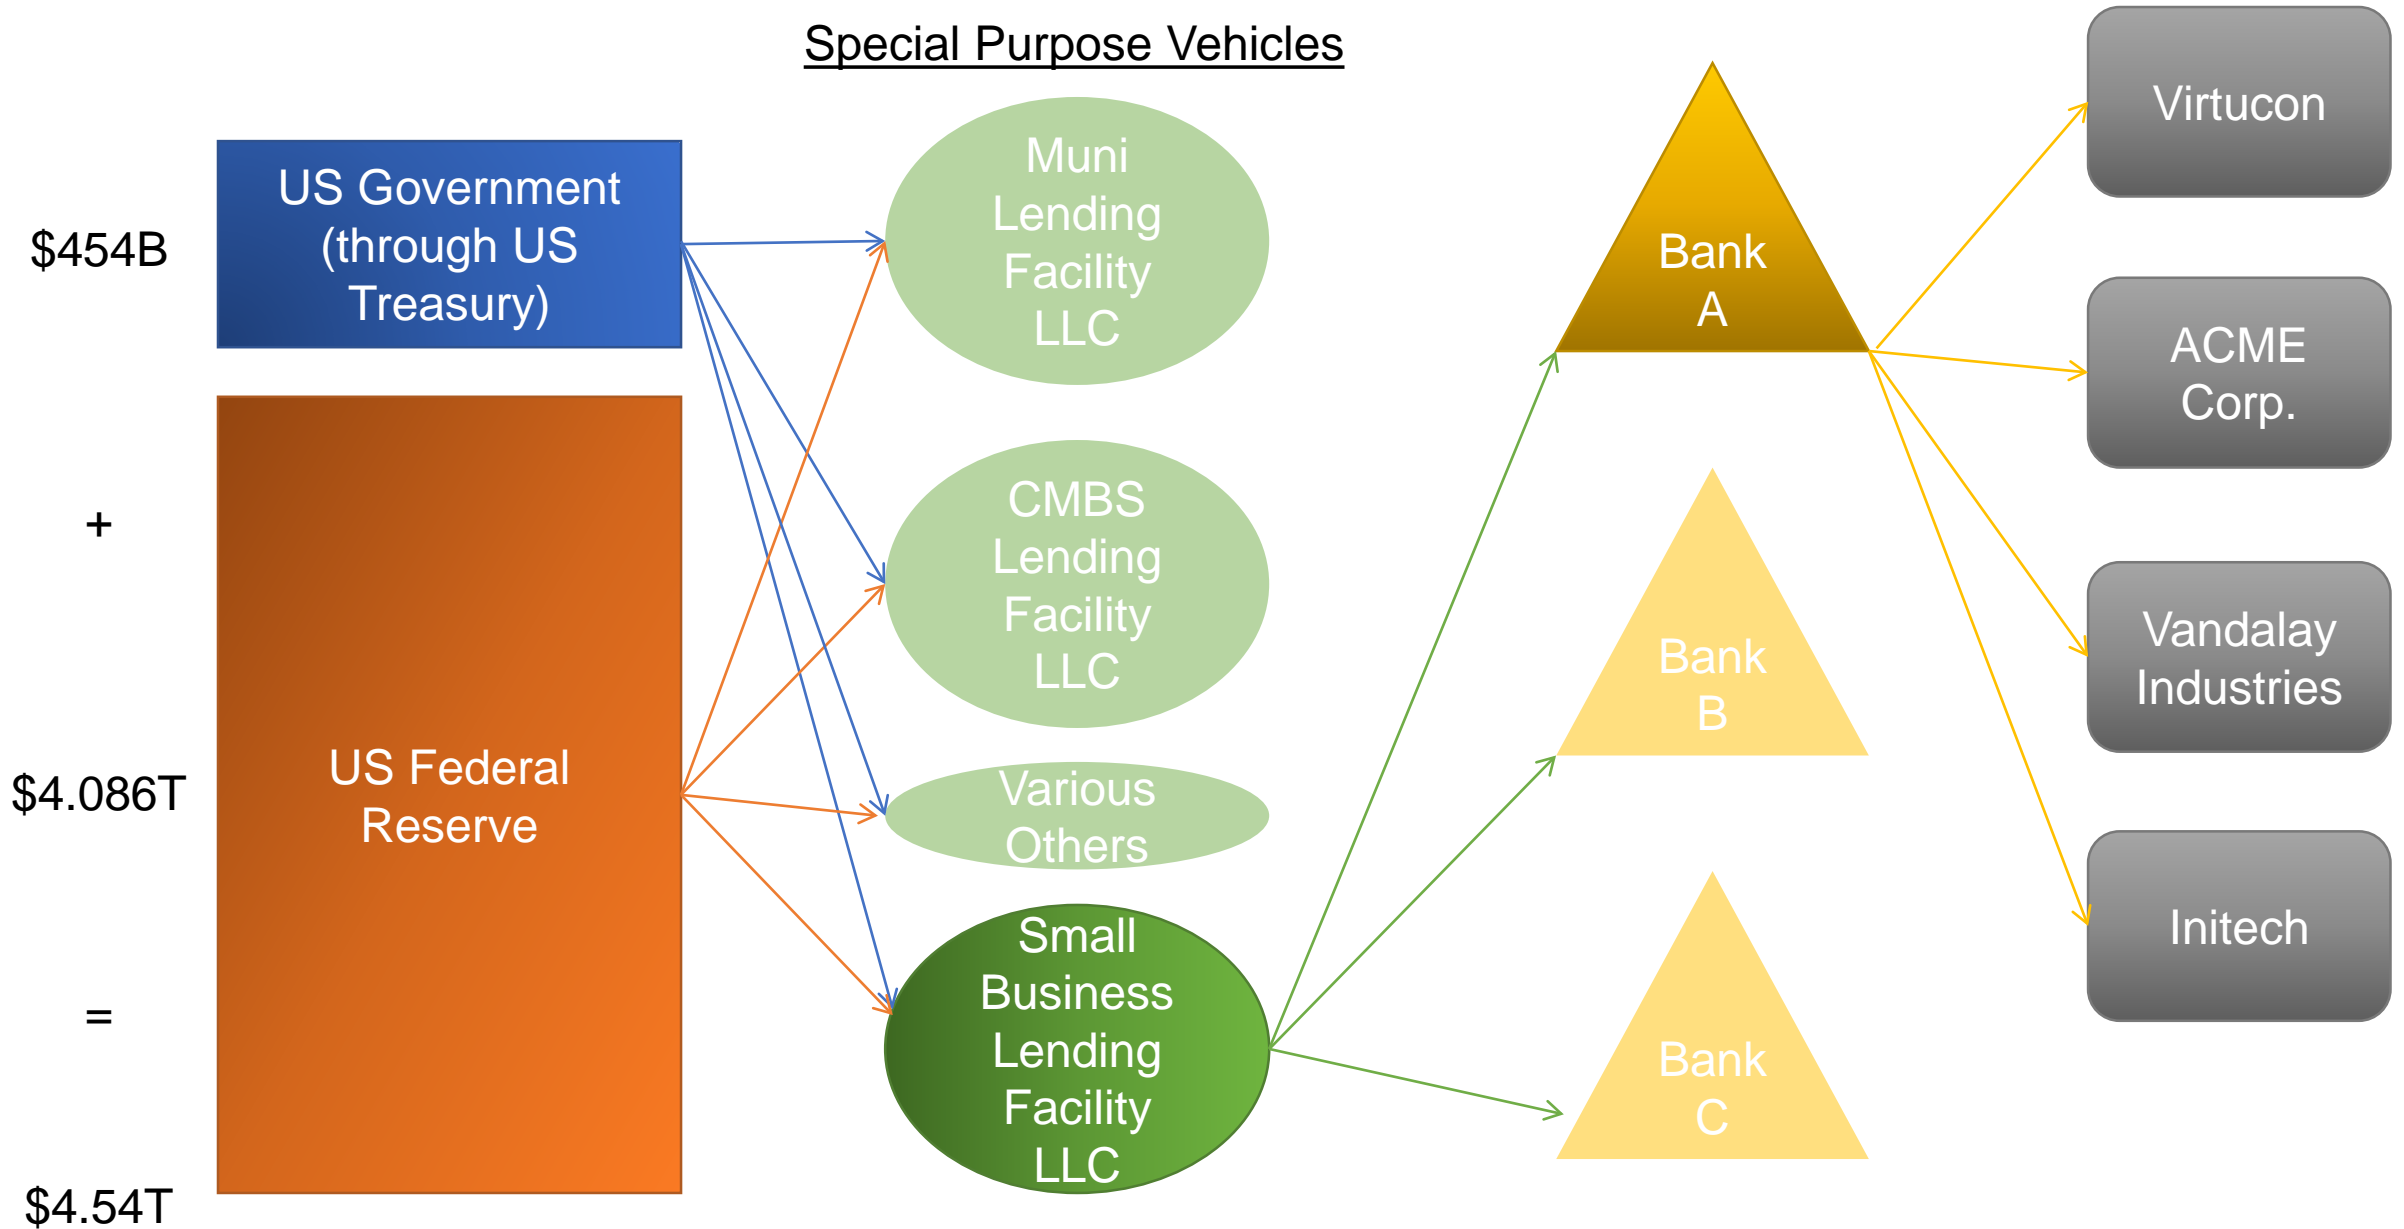 Special Purpose Vehicles
$454B
+
$4.086T
=
$4.54T
US Government
(through US
Treasury)
US Federal
Reserve
Muni
Lending
Facility
LLC
CMBS
Lending
Facility
LLC
Various
Others
Small
Business
Lending
Facility
LLC
Bank
A
Bank
B
Bank
C
Virtucon
ACME
Corp.
Vandalay
Industries
Initech